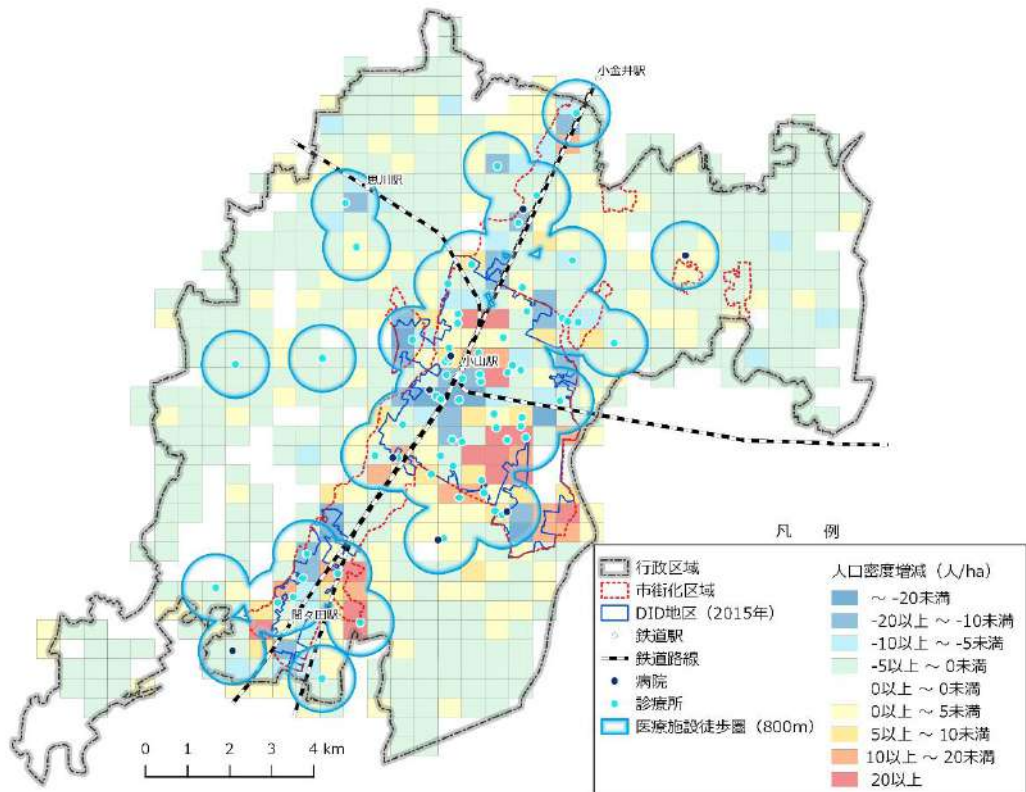 小金井駅
思川駅
小山駅
間々田駅
0 1 2 3 4 km
凡 例
行政区域
市街化区域
DID地区（2015年）
鉄道駅
鉄道路線
病院
診療所
医療施設徒歩圏（800m）
人口密度増減（人/ha）
～ -20未満
-20以上 ～ -10未満
-10以上 ～ -5未満
-5以上 ～ 0未満
0以上 ～ 0未満
0以上 ～ 5未満
5以上 ～ 10未満
10以上 ～ 20未満
20以上